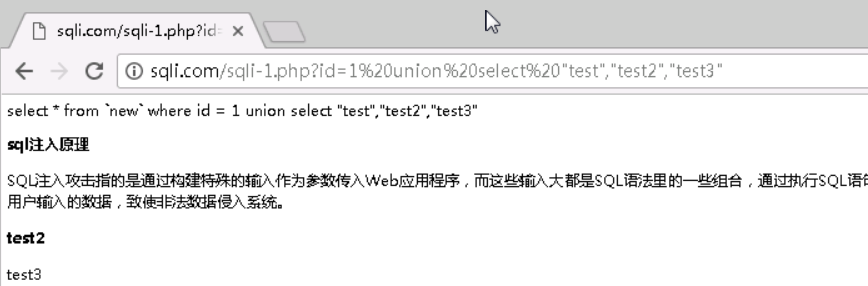 sqli.com/sqli-1.php?id=
sqli.com/sqli-1.php?id=1%20union%20select%20"test","test2","test3"
select * from `new` where id = 1 union select "test","test2","test3"
sql注入原理
SQL注入攻击指的是通过构建特殊的输入作为参数传入Web应用程序，而这些输入大都是SQL语法里的一些组合，通过执行SQL语句
用户输入的数据，致使非法数据侵入系统。
test2
test3